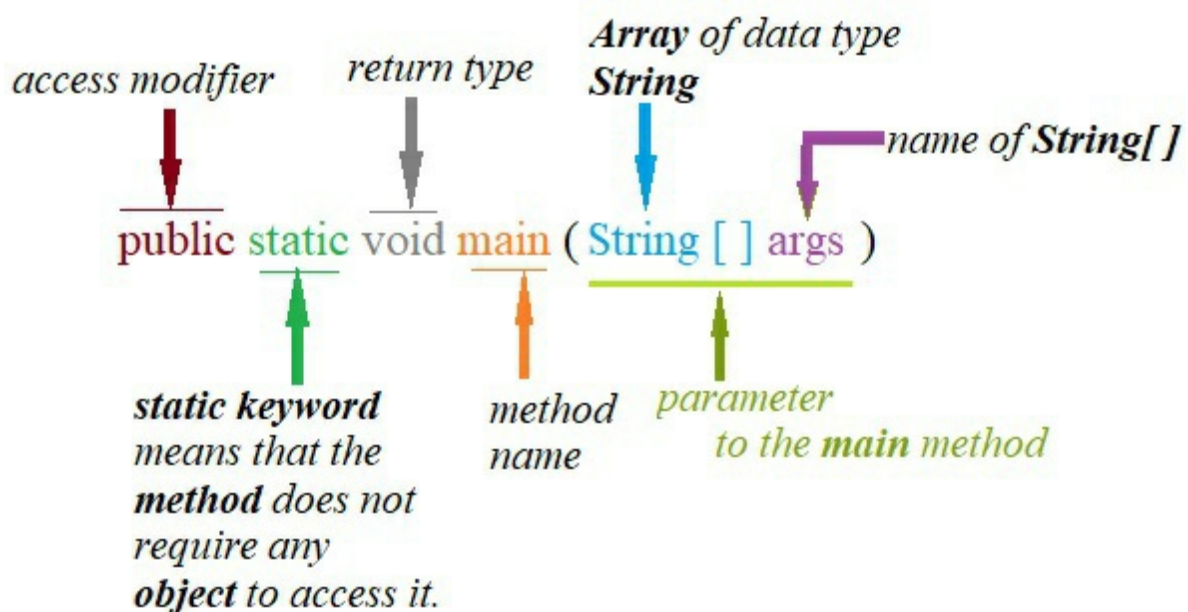 access modifier
return type
Array of data type
String
name of String[ ]
public static void main ( String [ ] args )
static keyword
means that the
method does not
require any
object to access it.
method
name
parameter
to the main method